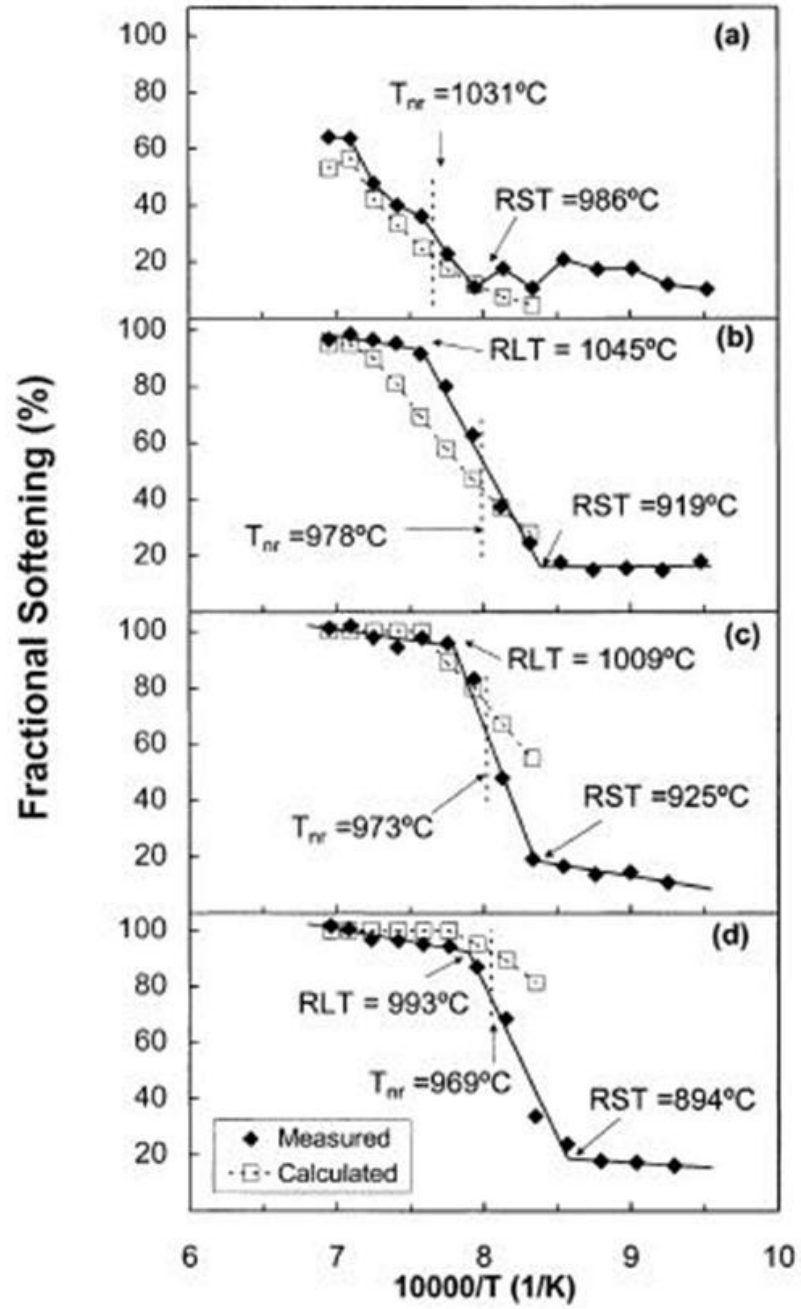 Fractional Softening (%)
100
80
60
40
20
(a)
Tnr =1031ºC
RST =986ºC
100
80
60
40
20
(b)
RLT = 1045ºC
Tnr =978ºC
RST =919ºC
100
80
60
40
20
(c)
RLT = 1009ºC
Tnr =973ºC
RST =925ºC
100
80
60
40
20
(d)
RLT = 993ºC
Tnr =969ºC
RST =894ºC
Measured
Calculated
6 7 8 9 10
10000/T (1/K)